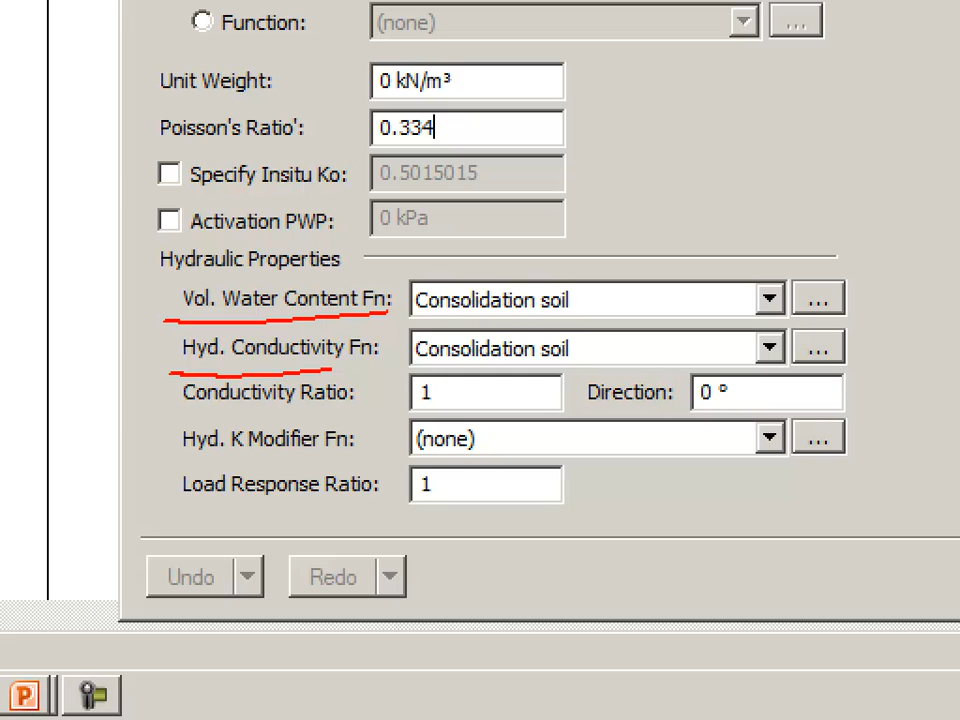 Function: (none) ...
Unit Weight: 0 kN/m³
Poisson's Ratio': 0.334
Specify Insitu Ko: 0.5015015
Activation PWP: 0 kPa
Hydraulic Properties
Vol. Water Content Fn: Consolidation soil ...
Hyd. Conductivity Fn: Consolidation soil ...
Conductivity Ratio: 1 Direction: 0 °
Hyd. K Modifier Fn: (none) ...
Load Response Ratio: 1
Undo Redo
P